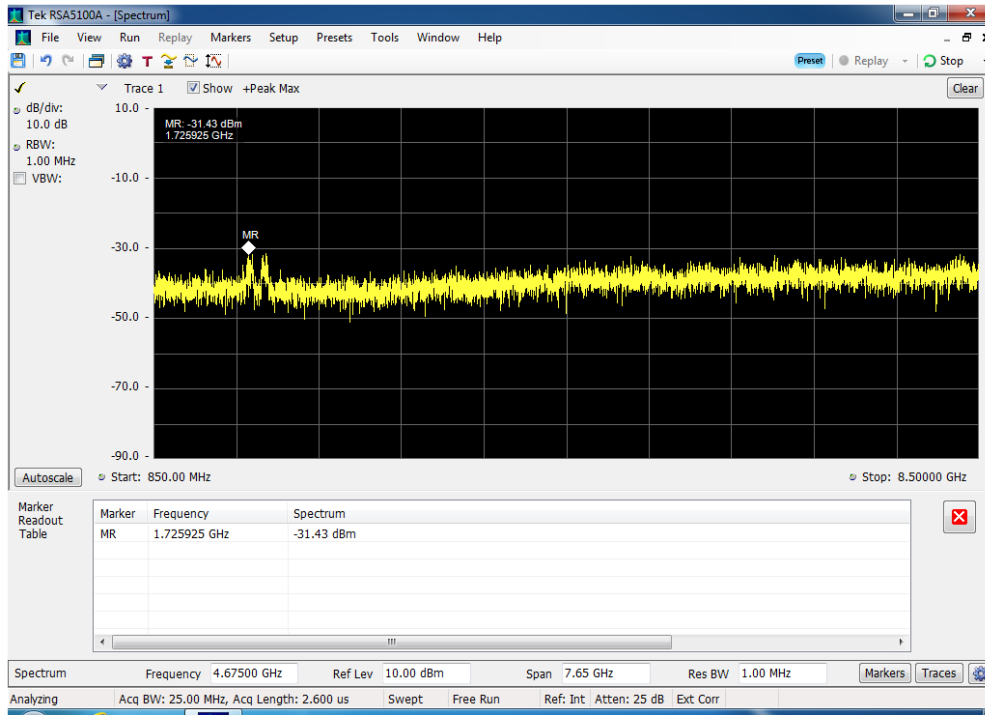 Tek RSA5100A - [Spectrum]
File View Run Replay Markers Setup Presets Tools Window Help
T Preset Replay Stop
Trace 1 Show +Peak Max Clear
dB/div:
10.0 dB
RBW:
1.00 MHz
VBW:
10.0
MR: -31.43 dBm
1.725925 GHz
-10.0
MR
-30.0
-50.0
-70.0
-90.0
Autoscale Start: 850.00 MHz Stop: 8.50000 GHz
Marker
Readout
Table
Marker Frequency Spectrum
MR 1.725925 GHz -31.43 dBm
Spectrum Frequency 4.67500 GHz Ref Lev 10.00 dBm Span 7.65 GHz Res BW 1.00 MHz Markers Traces
Analyzing Acq BW: 25.00 MHz, Acq Length: 2.600 us Swept Free Run Ref: Int Atten: 25 dB Ext Corr